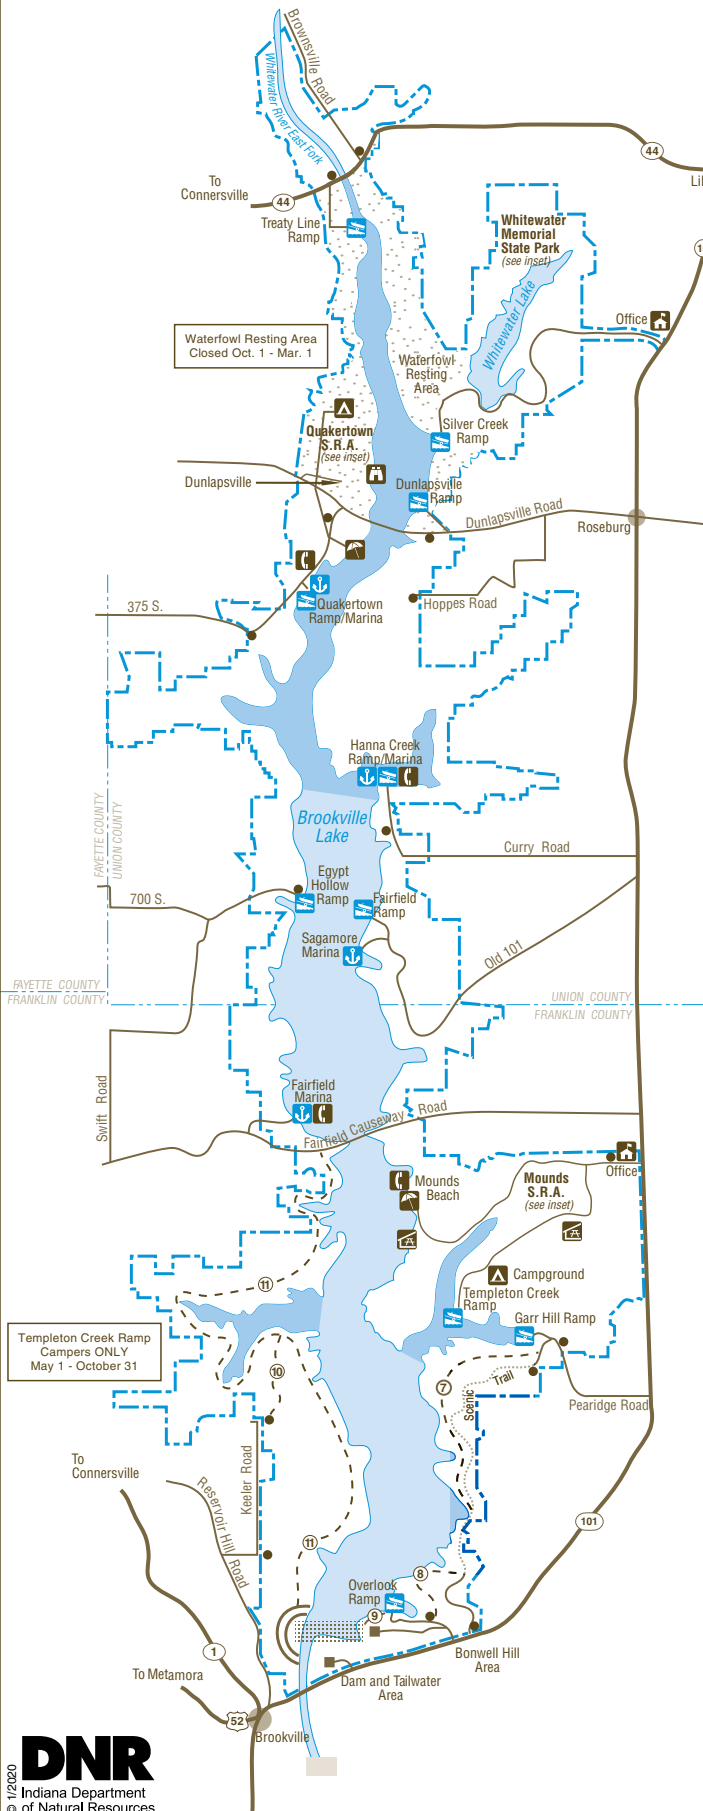 Brownsville Road
Whitewater River East Fork
44
To
Connersville
44
Treaty Line
Ramp
Whitewater
Memorial
State Park
(see inset)
Whitewater Lake
Office
Waterfowl Resting Area
Closed Oct. 1 - Mar. 1
Waterfowl
Resting
Area
Quakertown
S.R.A.
(see inset)
Silver Creek
Ramp
Dunlapsville
Dunlapsville
Ramp
Dunlapsville Road
Roseburg
Hoppes Road
Quakertown
Ramp/Marina
375 S.
Hanna Creek
Ramp/Marina
Brookville
Lake
FAYETTE COUNTY
UNION COUNTY
Curry Road
Egypt
Hollow
Ramp
700 S.
Fairfield
Ramp
Sagamore
Marina
Old 101
FAYETTE COUNTY
FRANKLIN COUNTY
UNION COUNTY
FRANKLIN COUNTY
Swift Road
Fairfield
Marina
Fairfield Causeway Road
Office
Mounds
Beach
Mounds
S.R.A.
(see inset)
Campground
11
Templeton Creek
Ramp
Garr Hill Ramp
Templeton Creek Ramp
Campers ONLY
May 1 - October 31
10
7
Scenic Trail
Pearidge Road
To
Connersville
Keeler Road
Reservoir Hill Road
101
11
8
Overlook
Ramp
9
Bonwell Hill
Area
1
To Metamora
Dam and Tailwater
Area
52
Brookville
DNR
Indiana Department
of Natural Resources
© 1/2020